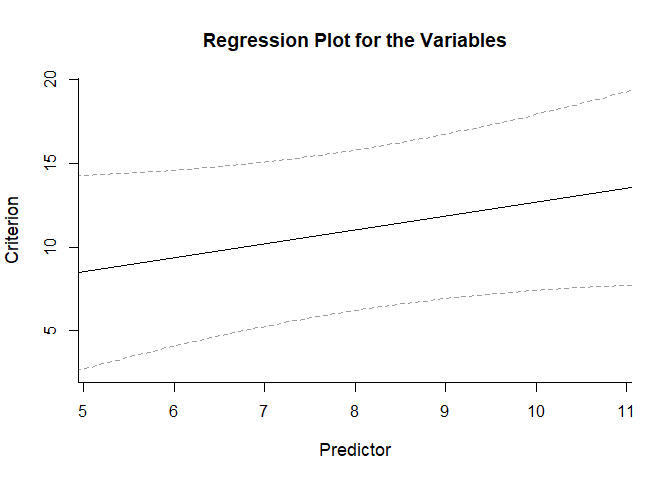 Regression Plot for the Variables
20
15
10
5
Criterion
5 6 7 8 9 10 11
Predictor